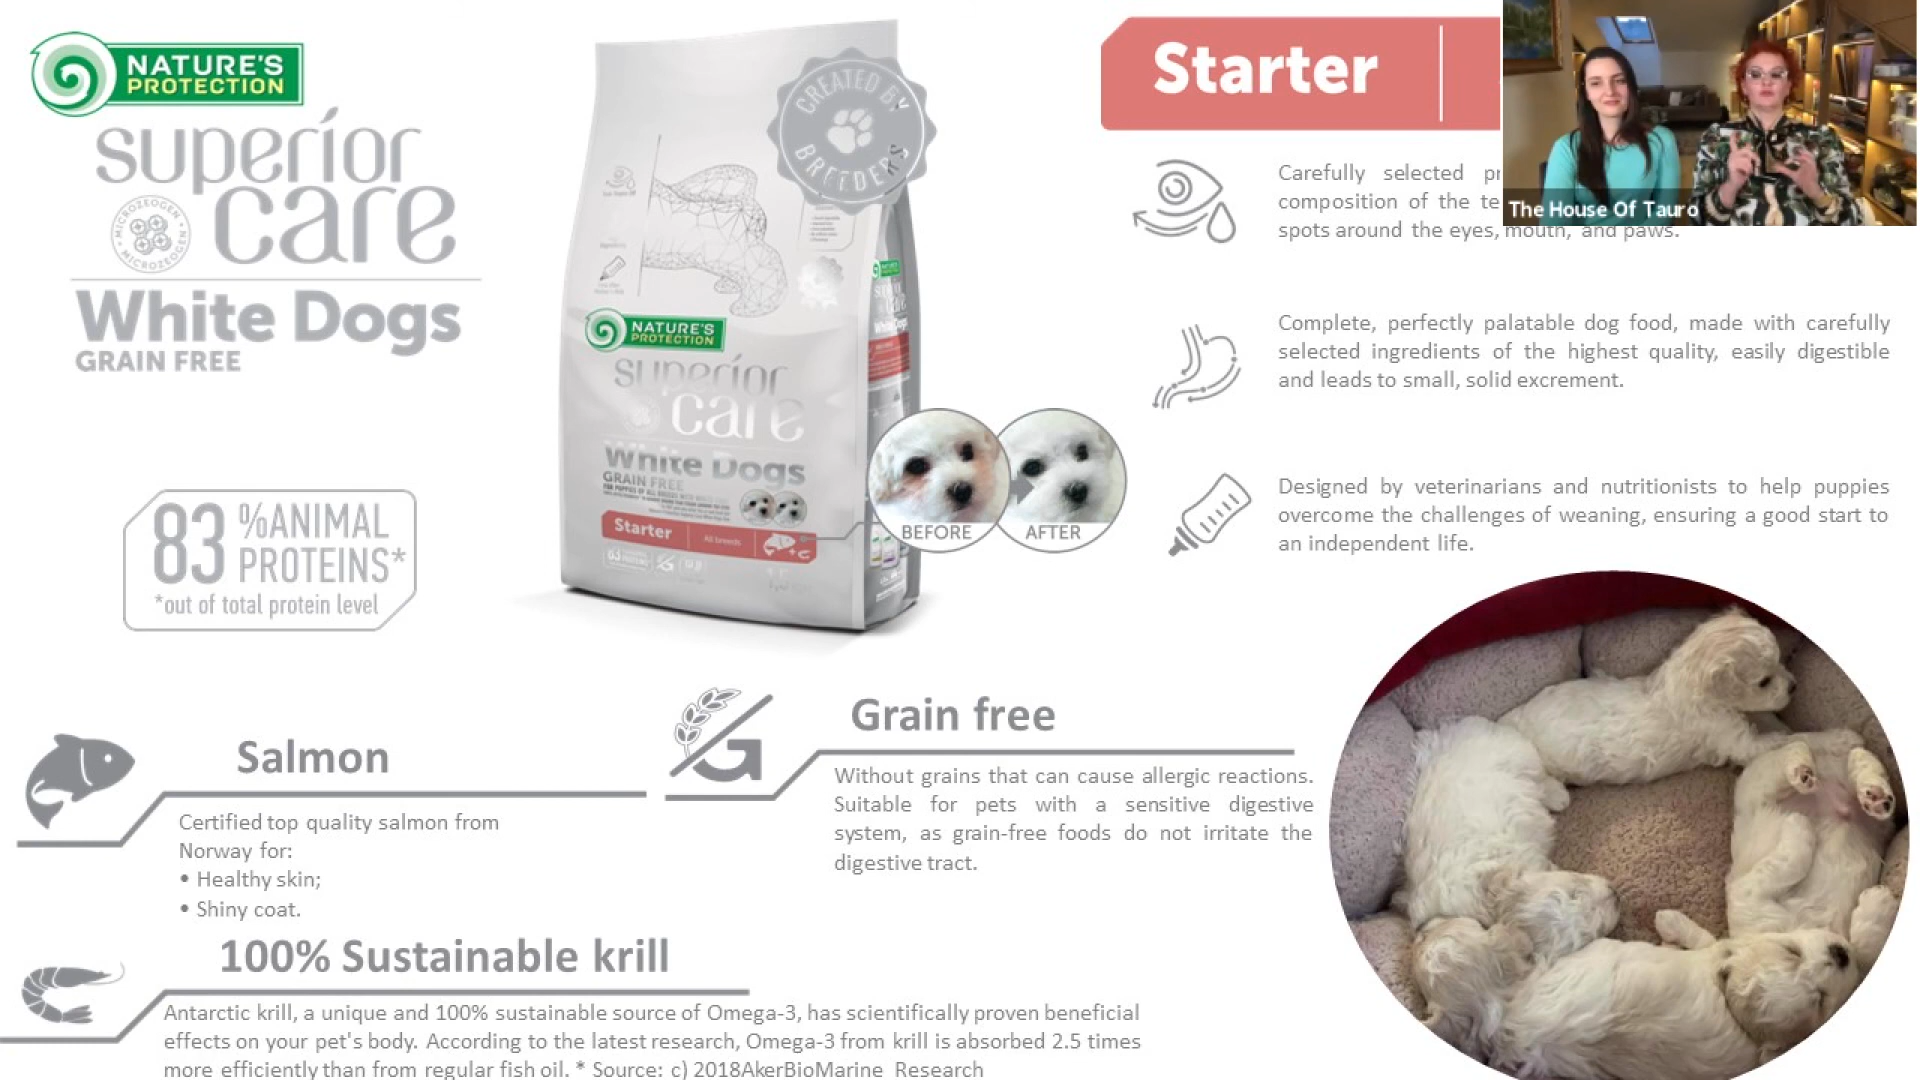 NATURE'S
PROTECTION
superior
care
MICROZEOGEN
MICROZEOGEN
White Dogs
GRAIN FREE
83 %ANIMAL
PROTEINS*
*out of total protein level
CREATED BY
BREEDERS
NATURE'S
PROTECTION
superior
care
White Dogs
GRAIN FREE
Starter
All breeds
BEFORE
AFTER
Starter
The House Of Tauro
Carefully selected
composition of the
spots around the eyes, mouth, and paws.
Complete, perfectly palatable dog food, made with carefully
selected ingredients of the highest quality, easily digestible
and leads to small, solid excrement.
Designed by veterinarians and nutritionists to help puppies
overcome the challenges of weaning, ensuring a good start to
an independent life.
Salmon
Certified top quality salmon from
Norway for:
• Healthy skin;
• Shiny coat.
Grain free
Without grains that can cause allergic reactions.
Suitable for pets with a sensitive digestive
system, as grain-free foods do not irritate the
digestive tract.
100% Sustainable krill
Antarctic krill, a unique and 100% sustainable source of Omega-3, has scientifically proven beneficial
effects on your pet's body. According to the latest research, Omega-3 from krill is absorbed 2.5 times
more efficiently than from regular fish oil. * Source: c) 2018AkerBioMarine Research